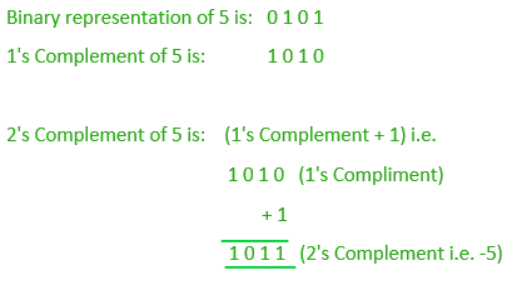 Binary representation of 5 is: 0 1 0 1
1's Complement of 5 is: 1 0 1 0
2's Complement of 5 is: (1's Complement + 1) i.e.
1 0 1 0 (1's Compliment)
+ 1
1 0 1 1 (2's Complement i.e. -5)